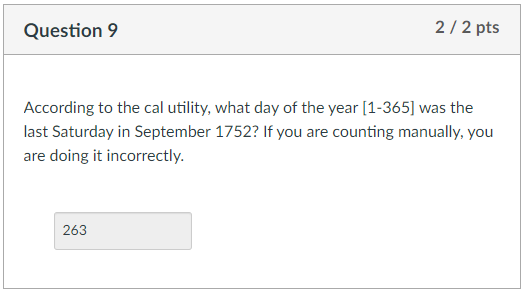 Question 9
2 / 2 pts
According to the cal utility, what day of the year [1-365] was the
last Saturday in September 1752? If you are counting manually, you
are doing it incorrectly.
263